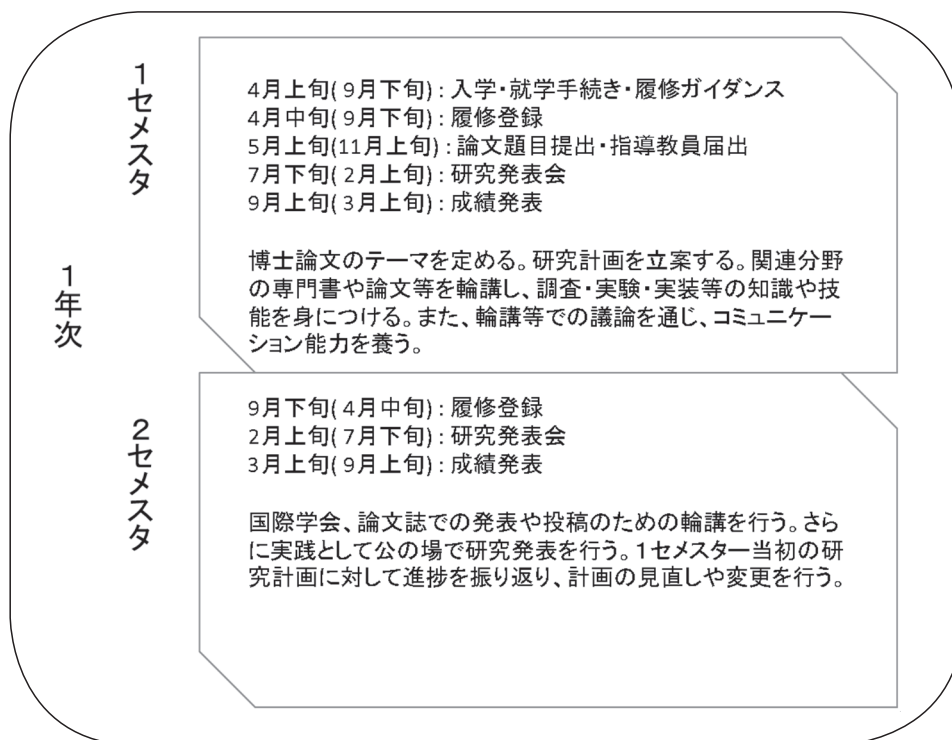 1年次
1セメスタ
4月上旬(9月下旬):入学・就学手続き・履修ガイダンス
4月中旬(9月下旬):履修登録
5月上旬(11月上旬):論文題目提出・指導教員届出
7月下旬(2月上旬):研究発表会
9月上旬(3月上旬):成績発表
博士論文のテーマを定める。研究計画を立案する。関連分野
の専門書や論文等を輪講し、調査・実験・実装等の知識や技
能を身につける。また、輪講等での議論を通じ、コミュニケー
ション能力を養う。
2セメスタ
9月下旬(4月中旬):履修登録
2月上旬(7月下旬):研究発表会
3月上旬(9月上旬):成績発表
国際学会、論文誌での発表や投稿のための輪講を行う。さら
に実践として公の場で研究発表を行う。1セメスター当初の研
究計画に対して進捗を振り返り、計画の見直しや変更を行う。